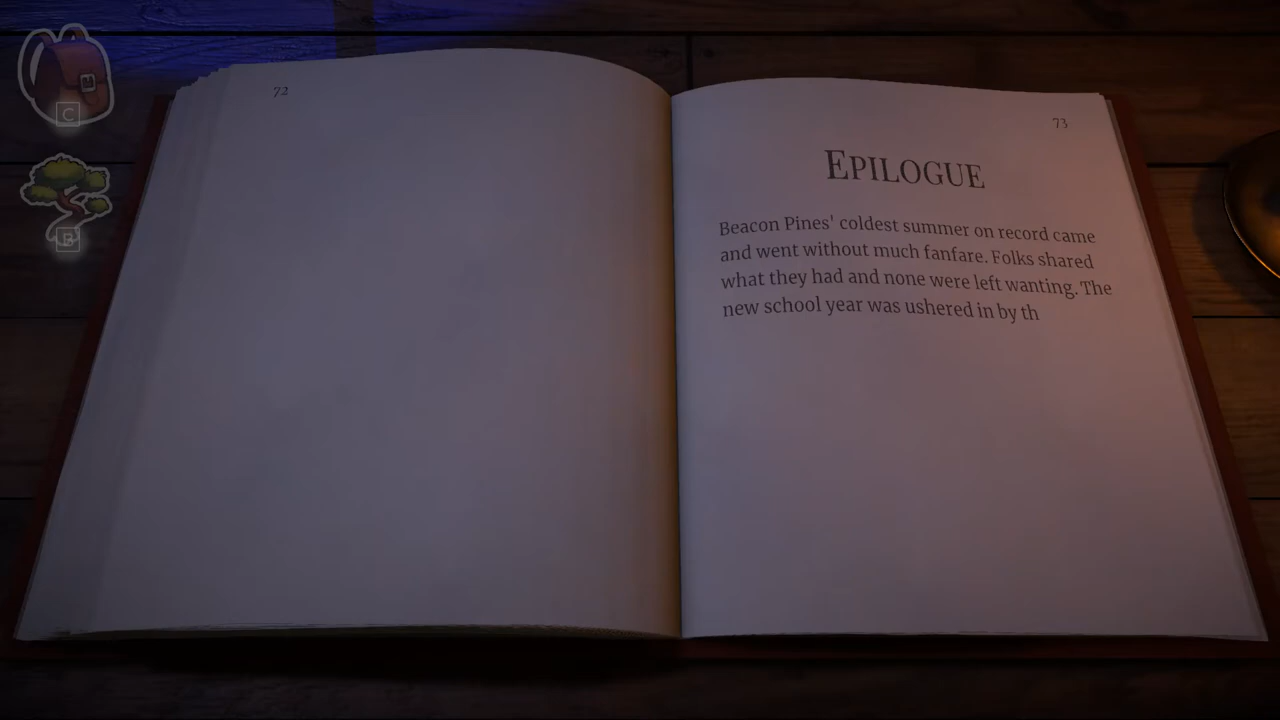 C
B
72
73
EPILOGUE
Beacon Pines' coldest summer on record came
and went without much fanfare. Folks shared
what they had and none were left wanting. The
new school year was ushered in by th